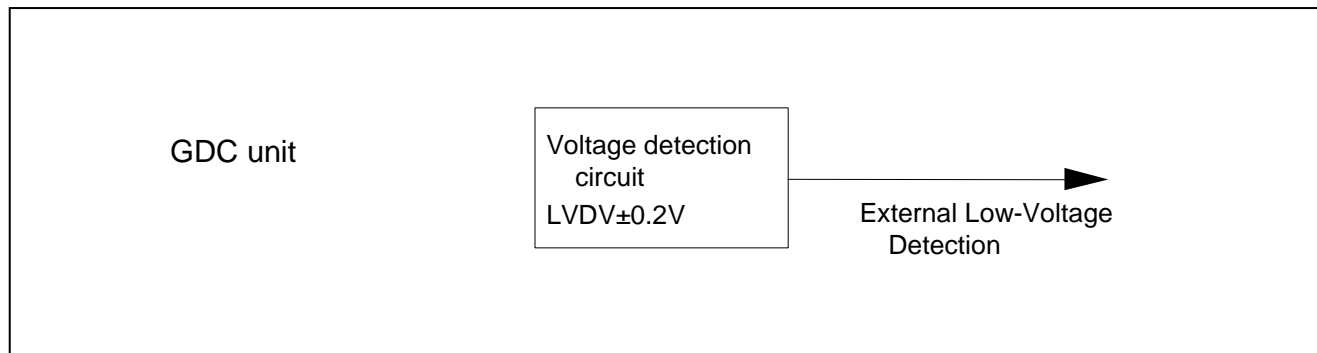 GDC unit
Voltage detection
circuit
LVDV±0.2V
External Low-Voltage
Detection